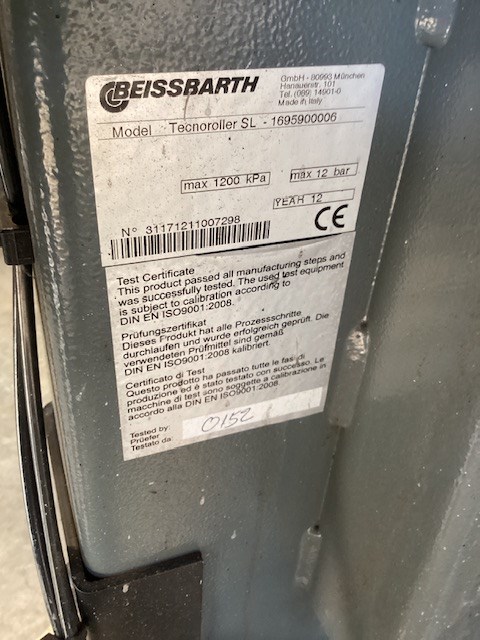 BEISSBARTH
GmbH - 80993 München
Hanauerstr. 101
Tel. (089) 14901-0
Made in Italy
Model Tecnoroller SL - 1695900006
max 1200 kPa max 12 bar
YEAR 12
N° 31171211007298
CE
Test Certificate
This product passed all manufacturing steps and
was successfully tested. The used test equipment
is subject to calibration according to
DIN EN ISO9001:2008.
Prüfungszertifikat
Dieses Produkt hat alle Prozessschritte
durchlaufen und wurde erfolgreich geprüft. Die
verwendeten Prüfmittel sind gemäß
DIN EN ISO9001:2008 kalibriert.
Certificato di Test
Questo prodotto ha passato tutte le fasi di
produzione ed è stato testato con successo. Le
macchine di test sono soggette a calibrazione in
accordo alla DIN EN ISO9001:2008.
Tested by
Prüefer
Testato da: 0152